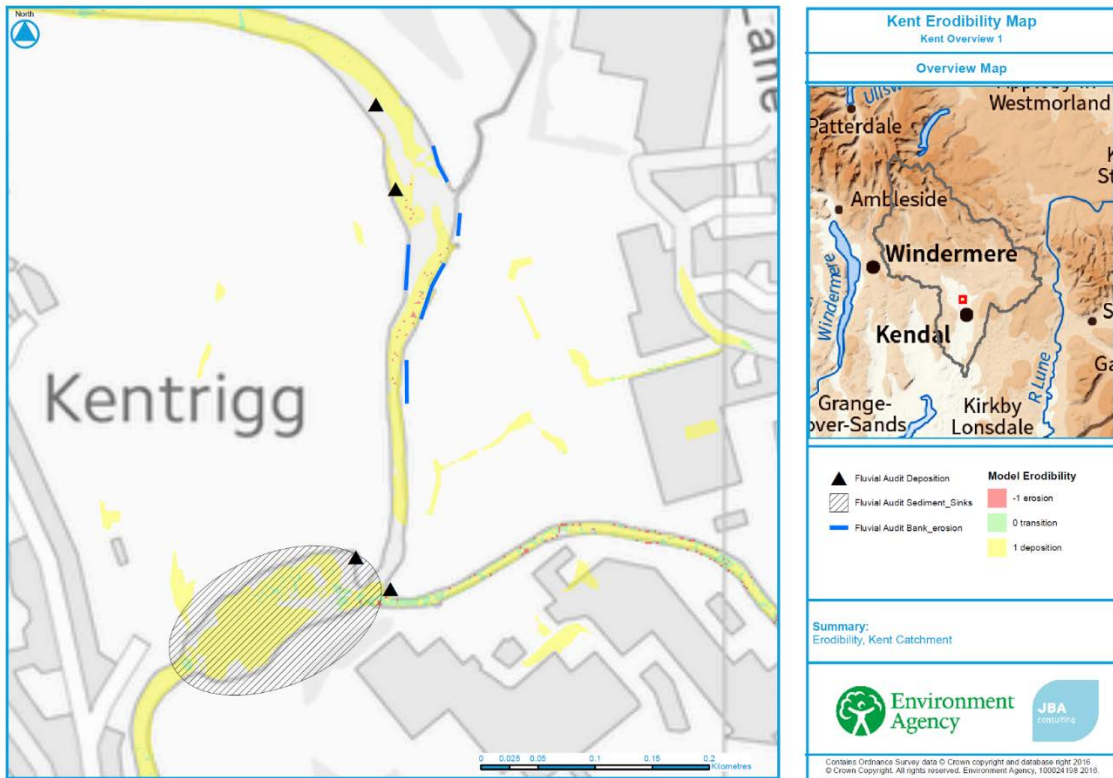 North
Lane
Kentrigg
0 0.025 0.05 0.1 0.15 0.2
Kilometres
Kent Erodibility Map
Kent Overview 1
Overview Map
Westmorland
Patterdale
Ambleside
Windermere
Windermere
Kendal
R Lune
Grange-
over-Sands
Kirkby
Lonsdale
Fluvial Audit Deposition
Fluvial Audit Sediment_Sinks
Fluvial Audit Bank_erosion
Model Erodibility
-1 erosion
0 transition
1 deposition
Summary:
Erodibility, Kent Catchment
Environment
Agency
JBA
consulting
Contains Ordnance Survey data © Crown copyright and database right 2016
© Crown Copyright. All rights reserved. Environment Agency, 100024198 2016.